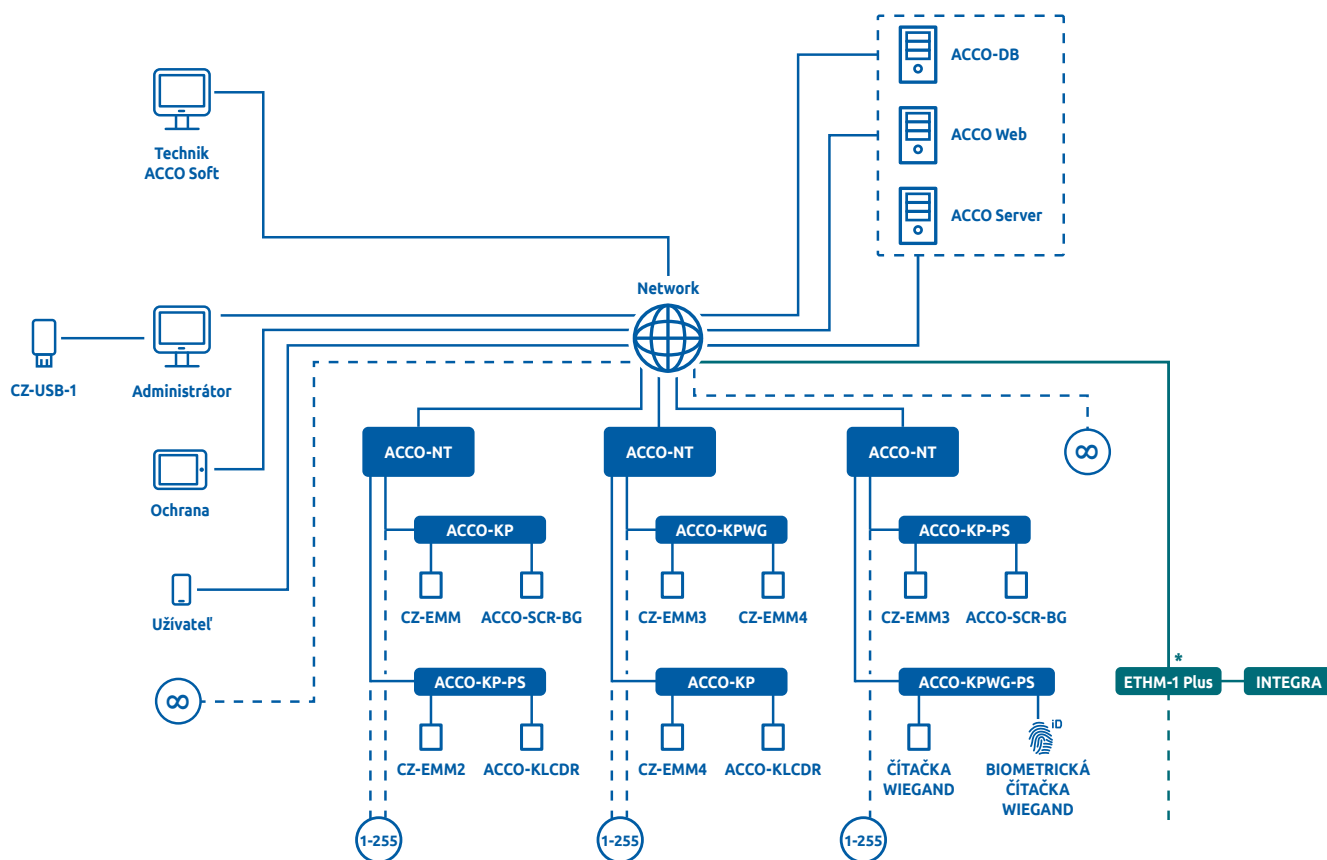 ACCO-DB
Technik
ACCO Soft
ACCO Web
ACCO Server
Network
CZ-USB-1
Administrátor
ACCO-NT
ACCO-NT
ACCO-NT
∞
Ochrana
ACCO-KP
ACCO-KPWG
ACCO-KP-PS
CZ-EMM
ACCO-SCR-BG
CZ-EMM3
CZ-EMM4
CZ-EMM3
ACCO-SCR-BG
Užívateľ
∞
ACCO-KP-PS
ACCO-KP
ACCO-KPWG-PS
*
ETHM-1 Plus
INTEGRA
iD
CZ-EMM2
ACCO-KLCDR
CZ-EMM4
ACCO-KLCDR
ČÍTAČKA
WIEGAND
BIOMETRICKÁ
ČÍTAČKA
WIEGAND
1-255
1-255
1-255